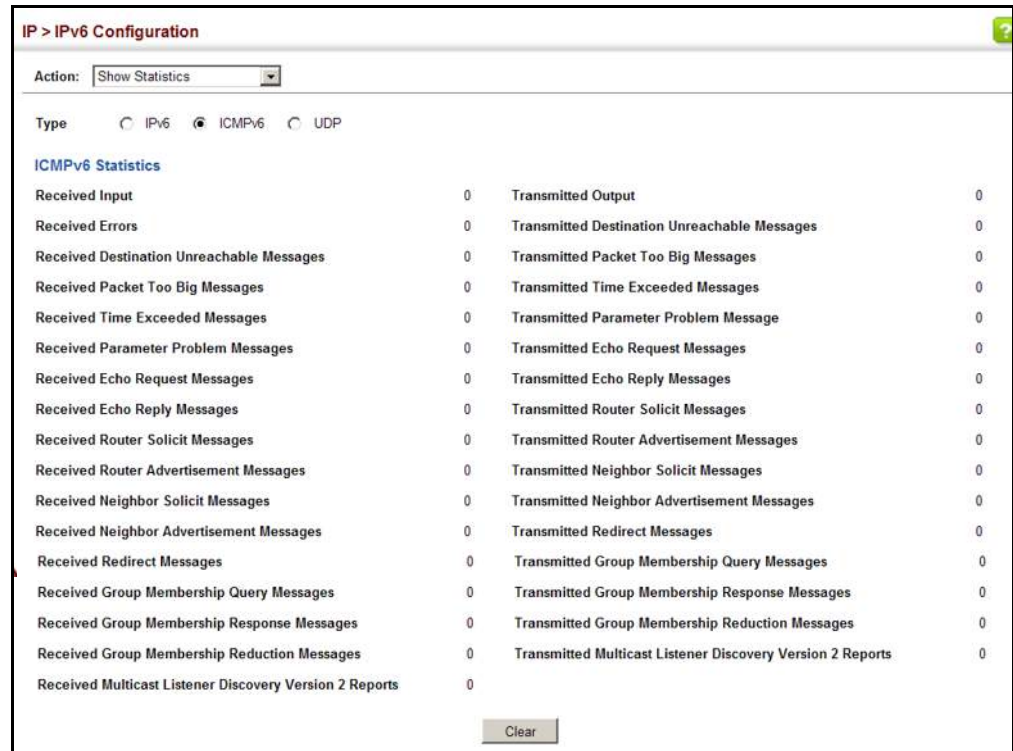 IP > IPv6 Configuration
?
Action: Show Statistics
Type IPv6 ICMPv6 UDP
ICMPv6 Statistics
Received Input 0 Transmitted Output 0
Received Errors 0 Transmitted Destination Unreachable Messages 0
Received Destination Unreachable Messages 0 Transmitted Packet Too Big Messages 0
Received Packet Too Big Messages 0 Transmitted Time Exceeded Messages 0
Received Time Exceeded Messages 0 Transmitted Parameter Problem Message 0
Received Parameter Problem Messages 0 Transmitted Echo Request Messages 0
Received Echo Request Messages 0 Transmitted Echo Reply Messages 0
Received Echo Reply Messages 0 Transmitted Router Solicit Messages 0
Received Router Solicit Messages 0 Transmitted Router Advertisement Messages 0
Received Router Advertisement Messages 0 Transmitted Neighbor Solicit Messages 0
Received Neighbor Solicit Messages 0 Transmitted Neighbor Advertisement Messages 0
Received Neighbor Advertisement Messages 0 Transmitted Redirect Messages 0
Received Redirect Messages 0 Transmitted Group Membership Query Messages 0
Received Group Membership Query Messages 0 Transmitted Group Membership Response Messages 0
Received Group Membership Response Messages 0 Transmitted Group Membership Reduction Messages 0
Received Group Membership Reduction Messages 0 Transmitted Multicast Listener Discovery Version 2 Reports 0
Received Multicast Listener Discovery Version 2 Reports 0
Clear